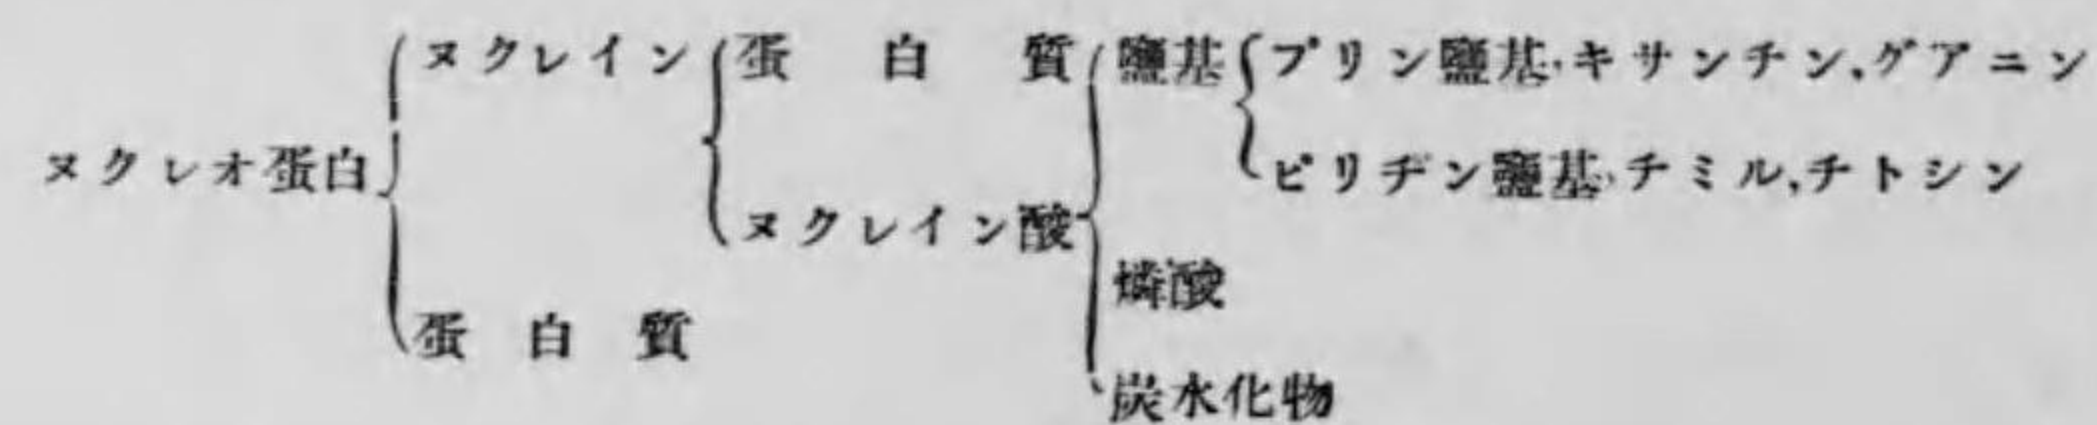 ヌクレオ蛋白
ヌクレイン
蛋白質
蛋白質
ヌクレイン酸
鹽基
燐酸
炭水化物
プリン鹽基・キサンチン、グアニン
ピリヂン鹽基・チミル、チトシン